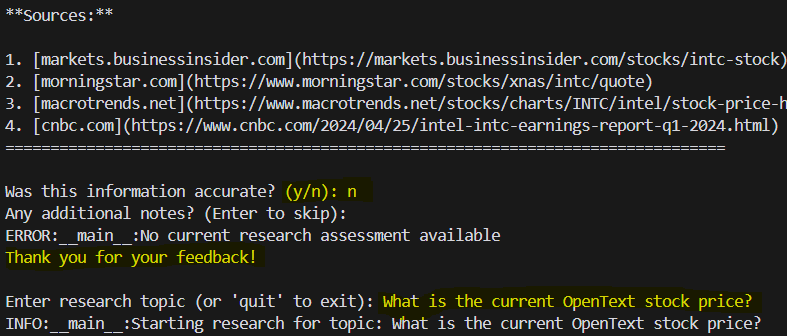 **Sources:**
1. [markets.businessinsider.com](https://markets.businessinsider.com/stocks/intc-stock)
2. [morningstar.com](https://www.morningstar.com/stocks/xnas/intc/quote)
3. [macrotrends.net](https://www.macrotrends.net/stocks/charts/INTC/intel/stock-price-h
4. [cnbc.com](https://www.cnbc.com/2024/04/25/intel-intc-earnings-report-q1-2024.html)
================================================================================
Was this information accurate? (y/n): n
Any additional notes? (Enter to skip):
ERROR:__main__:No current research assessment available
Thank you for your feedback!
Enter research topic (or 'quit' to exit): What is the current OpenText stock price?
INFO:__main__:Starting research for topic: What is the current OpenText stock price?